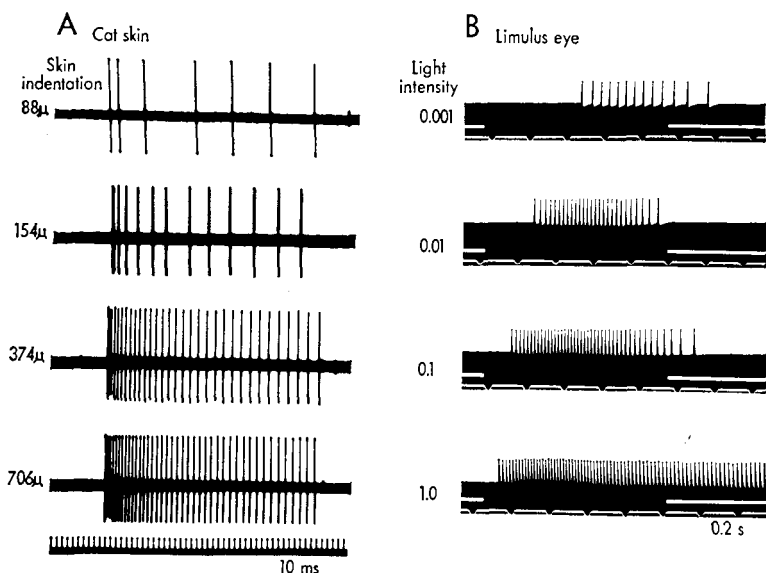 A Cat skin
Skin
indentation
88μ
154μ
374μ
706μ
10 ms
B Limulus eye
Light
intensity
0.001
0.01
0.1
1.0
0.2 s